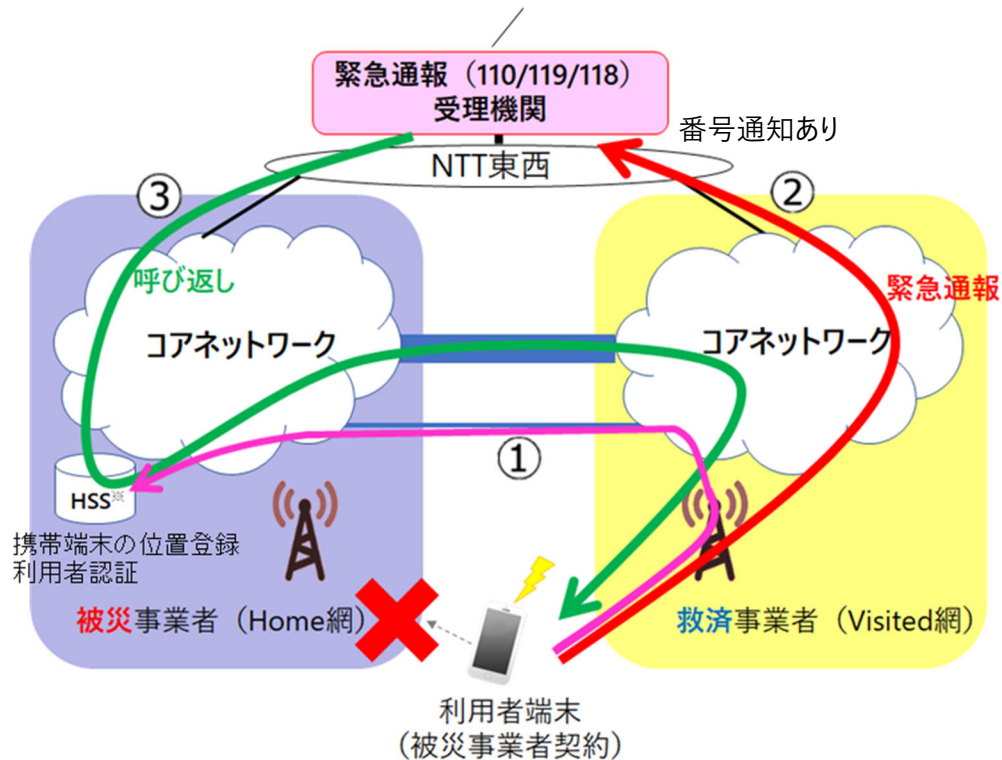 緊急通報（110/119/118）
受理機関
番号通知あり
NTT東西
③
②
呼び返し
緊急通報
コアネットワーク
コアネットワーク
①
HSS※
携帯端末の位置登録
利用者認証
被災事業者（Home網）
救済事業者（Visited網）
利用者端末
（被災事業者契約）